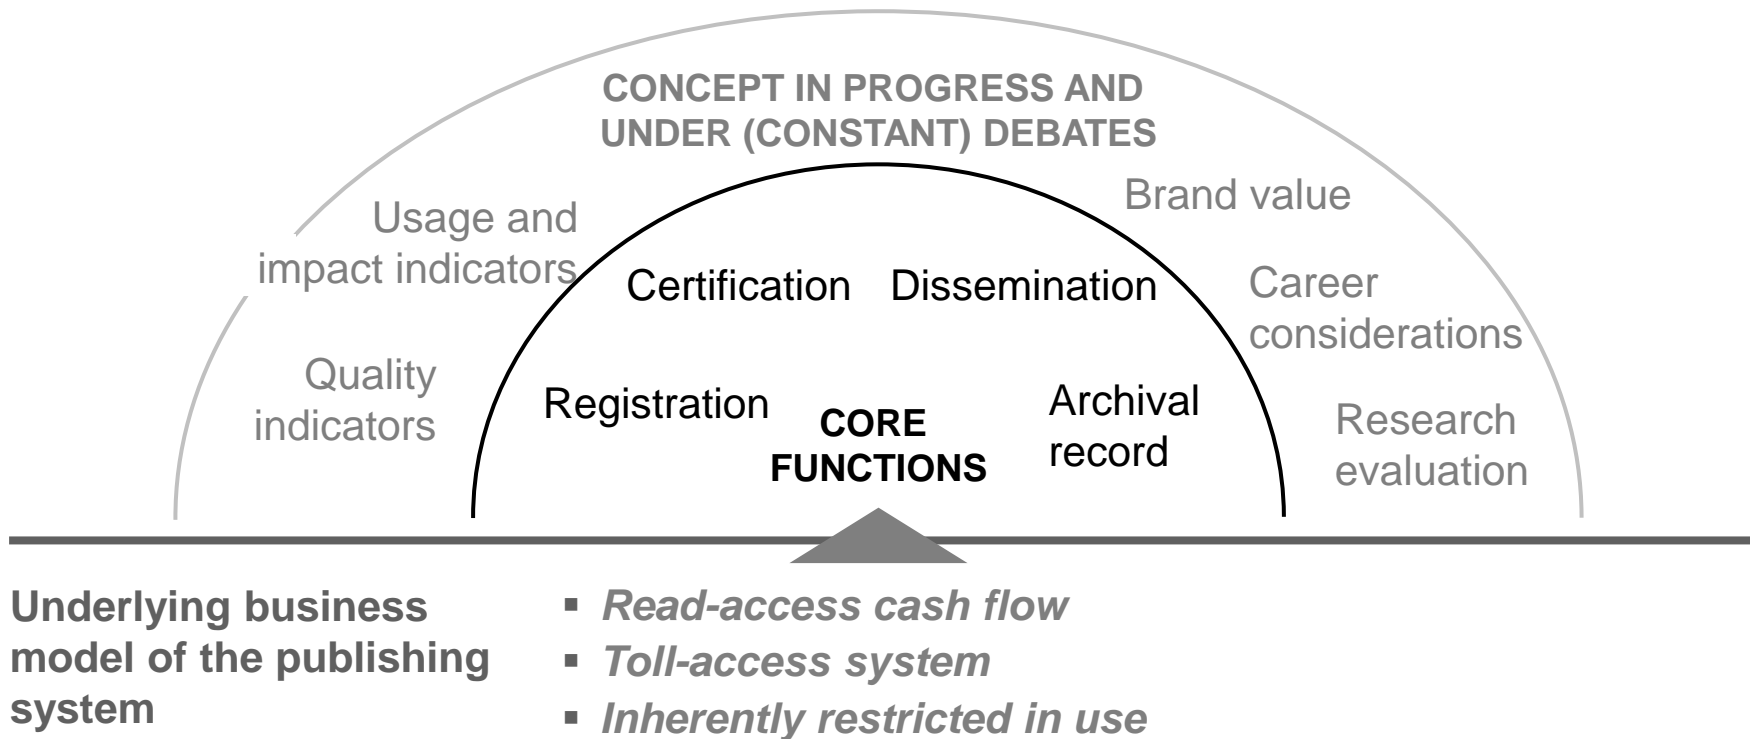 CONCEPT IN PROGRESS AND
UNDER (CONSTANT) DEBATES
Usage and
impact indicators
Brand value
Certification
Dissemination
Career
considerations
Quality
indicators
Registration
CORE
FUNCTIONS
Archival
record
Research
evaluation
Underlying business
model of the publishing
system
▪ Read-access cash flow
▪ Toll-access system
▪ Inherently restricted in use